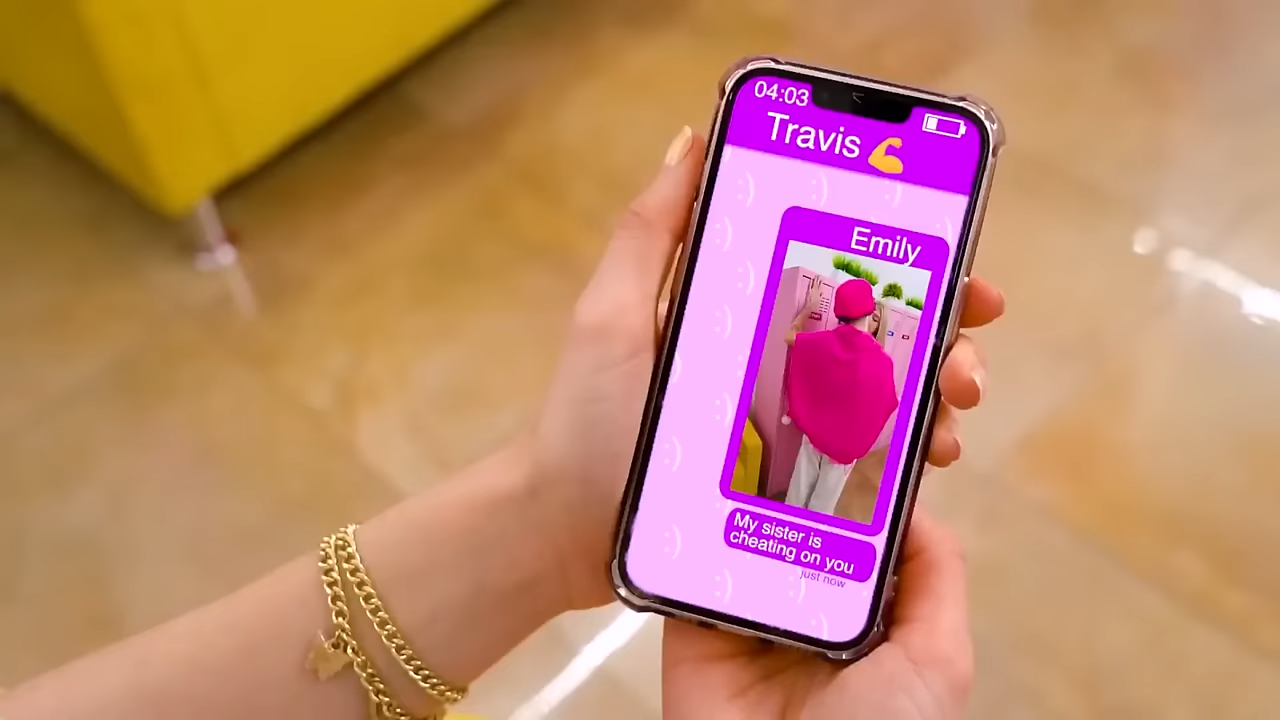 04:03
Travis 💪
Emily
My sister is
cheating on you
just now